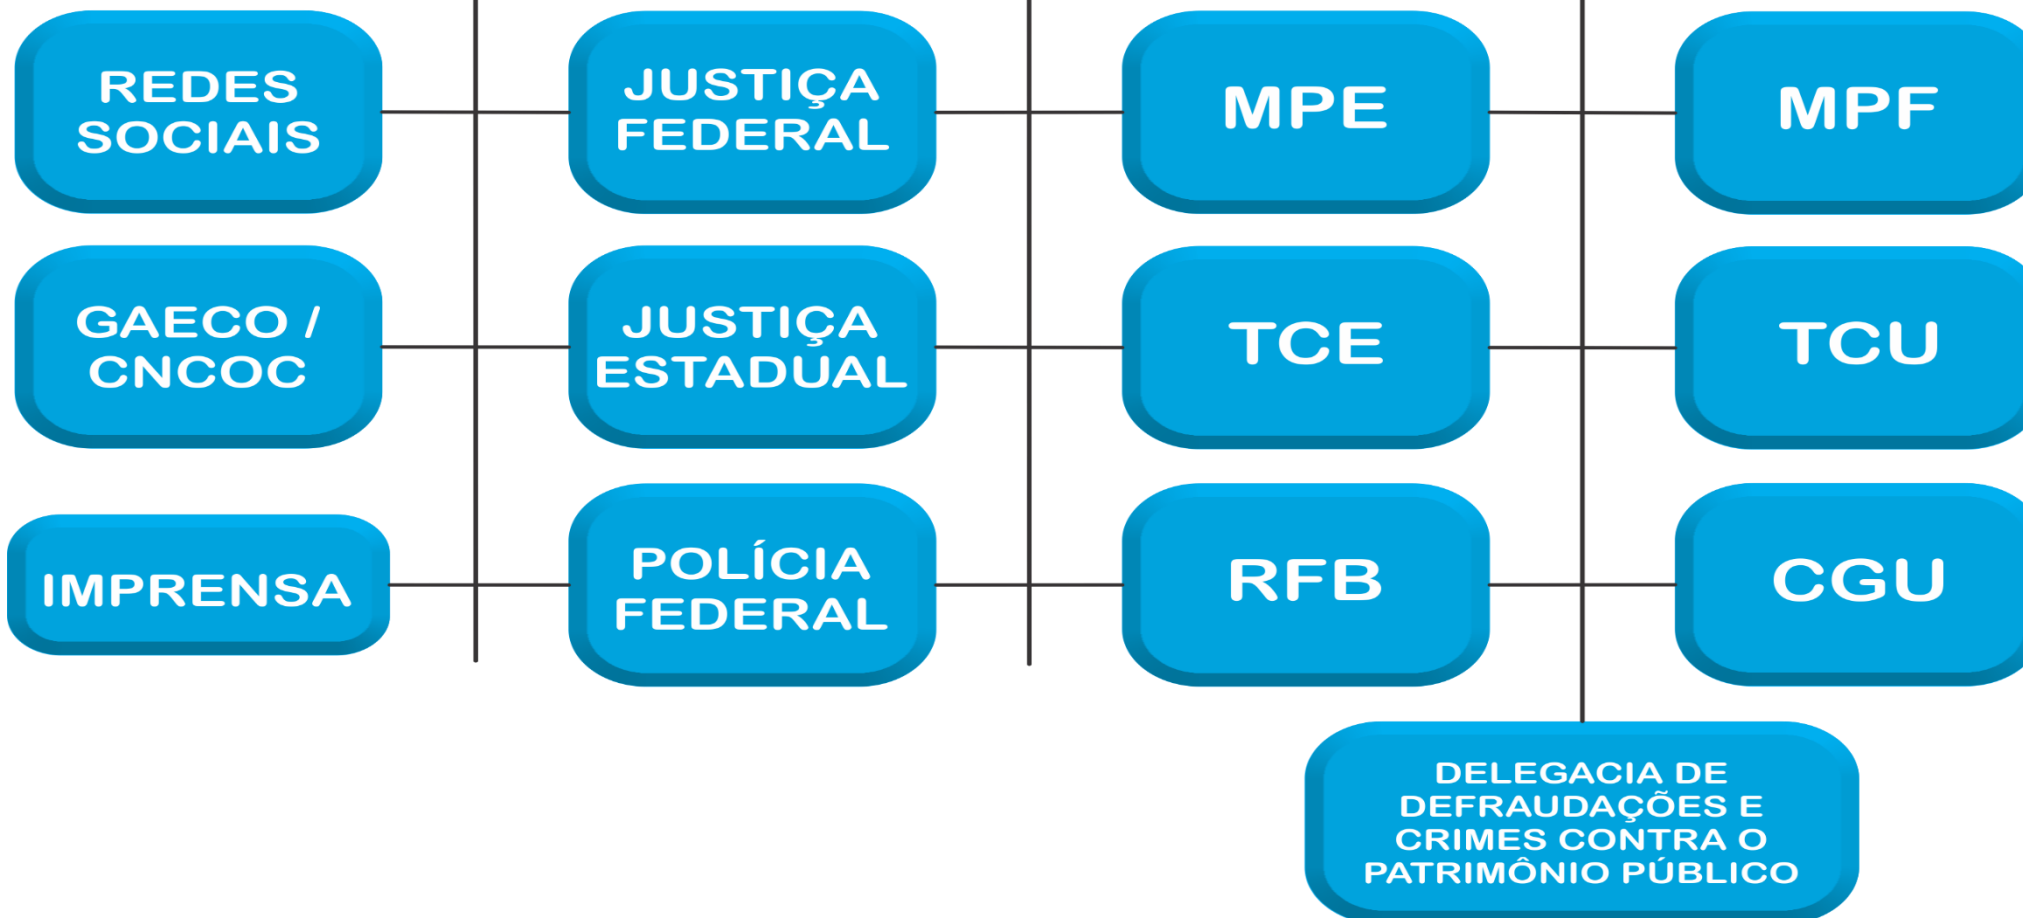 REDES
SOCIAIS
JUSTIÇA
FEDERAL
MPE
MPF
GAECO /
CNCOC
JUSTIÇA
ESTADUAL
TCE
TCU
IMPRENSA
POLÍCIA
FEDERAL
RFB
CGU
DELEGACIA DE
DEFRAUDAÇÕES E
CRIMES CONTRA O
PATRIMÔNIO PÚBLICO